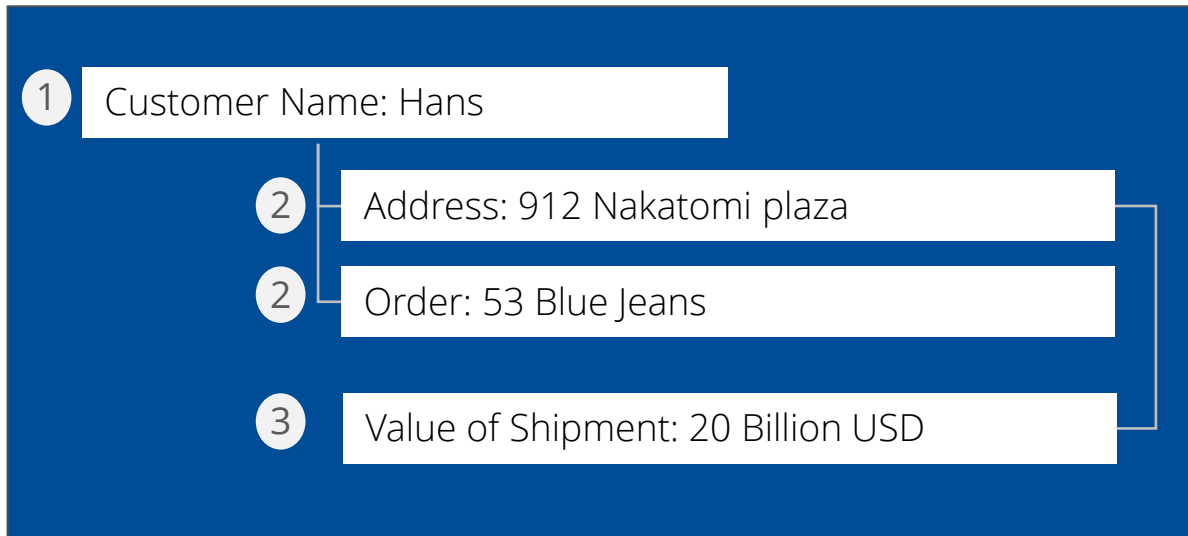 1
Customer Name: Hans
2
Address: 912 Nakatomi plaza
2
Order: 53 Blue Jeans
3
Value of Shipment: 20 Billion USD